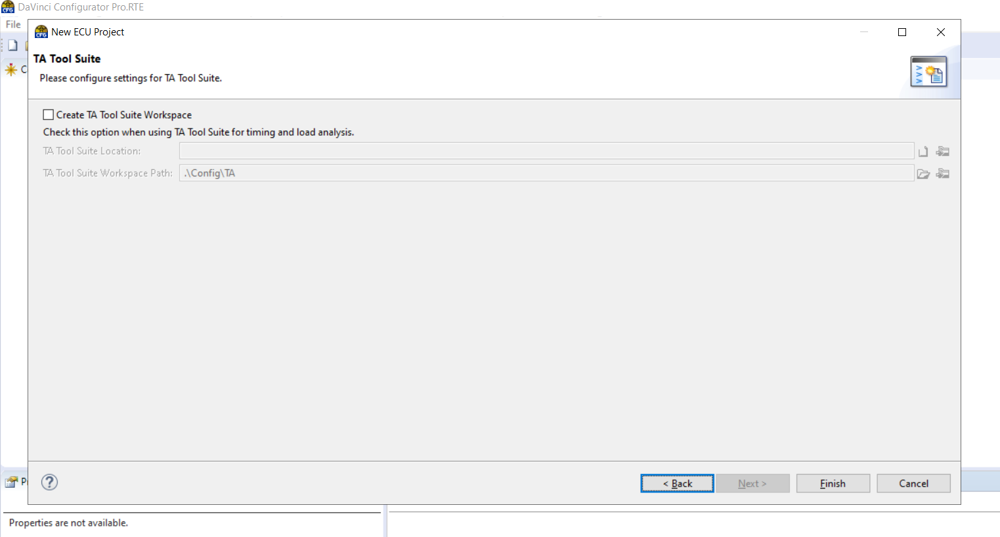 DaVinci Configurator Pro.RTE
File
New ECU Project
TA Tool Suite
Please configure settings for TA Tool Suite.
Create TA Tool Suite Workspace
Check this option when using TA Tool Suite for timing and load analysis.
TA Tool Suite Location:
TA Tool Suite Workspace Path: .\Config\TA
< Back Next > Finish Cancel
Properties are not available.